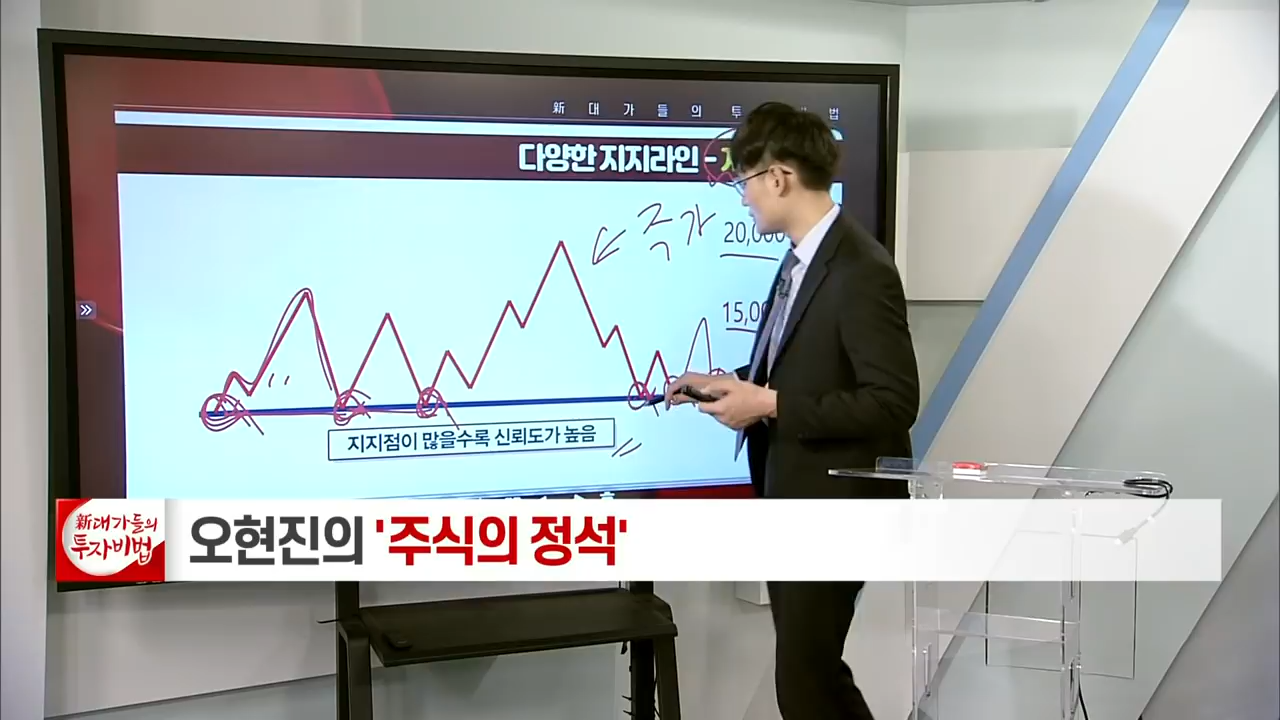 新 대 가 들 의 투
법
다양한 지지라인 -
주가
20,000
15,00
지지점이 많을수록 신뢰도가 높음
新대가들의
투자비법
오현진의 '주식의 정석'